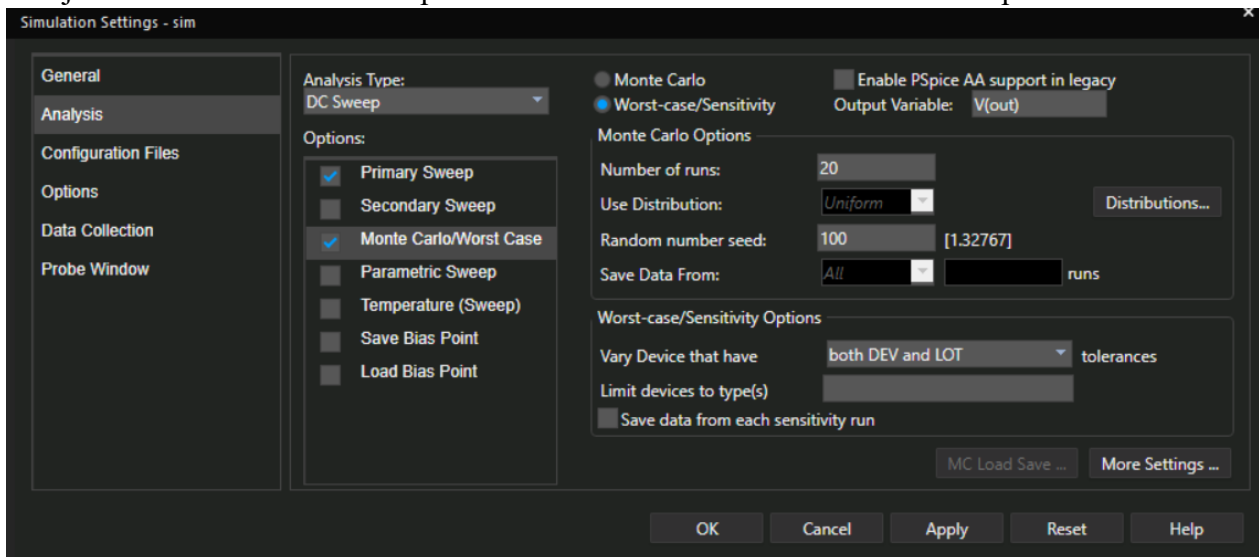 Simulation Settings - sim
General
Analysis
Configuration Files
Options
Data Collection
Probe Window
Analysis Type:
DC Sweep
Options:
Primary Sweep
Secondary Sweep
Monte Carlo/Worst Case
Parametric Sweep
Temperature (Sweep)
Save Bias Point
Load Bias Point
Monte Carlo
Enable PSpice AA support in legacy
Worst-case/Sensitivity
Output Variable: V(out)
Monte Carlo Options
Number of runs: 20
Use Distribution: Uniform Distributions...
Random number seed: 100 [1.32767]
Save Data From: All runs
Worst-case/Sensitivity Options
Vary Device that have both DEV and LOT tolerances
Limit devices to type(s)
Save data from each sensitivity run
MC Load Save ... More Settings ...
OK Cancel Apply Reset Help